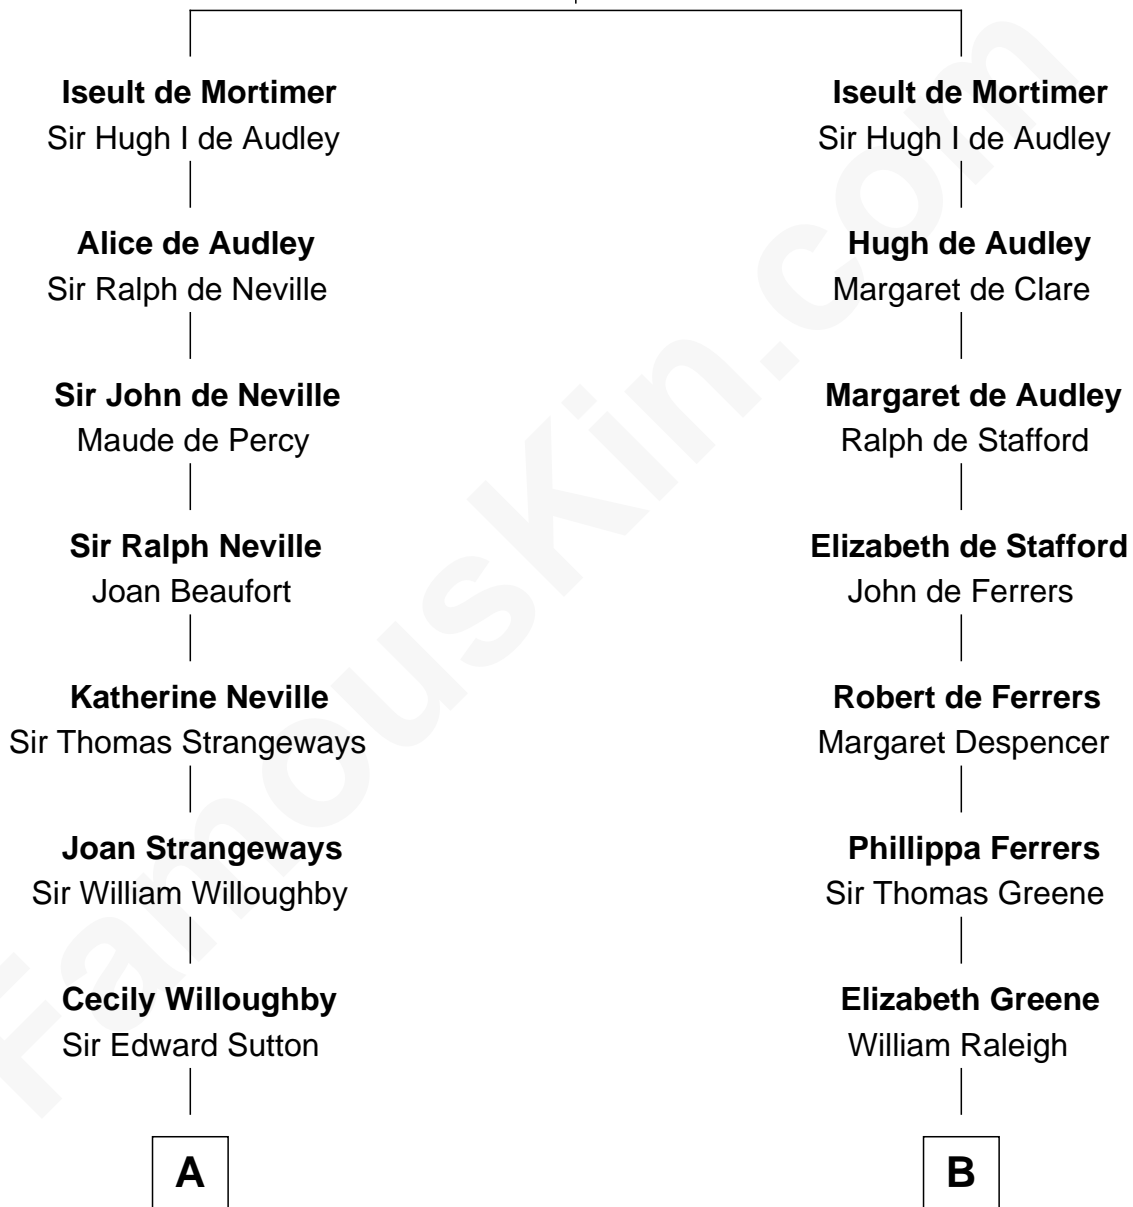 Iseult de Mortimer
Sir Hugh I de Audley
Alice de Audley
Sir Ralph de Neville
Sir John de Neville
Maude de Percy
Sir Ralph Neville
Joan Beaufort
Katherine Neville
Sir Thomas Strangeways
Joan Strangeways
Sir William Willoughby
Cecily Willoughby
Sir Edward Sutton
A
Iseult de Mortimer
Sir Hugh I de Audley
Hugh de Audley
Margaret de Clare
Margaret de Audley
Ralph de Stafford
Elizabeth de Stafford
John de Ferrers
Robert de Ferrers
Margaret Despencer
Phillippa Ferrers
Sir Thomas Greene
Elizabeth Greene
William Raleigh
B
FamousKin.com